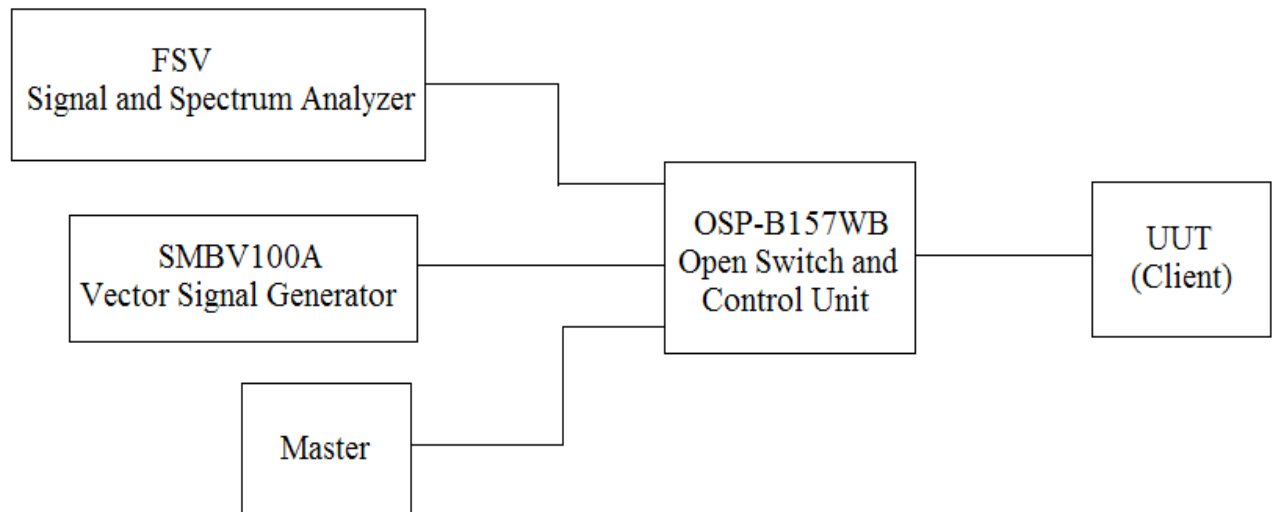 FSV
Signal and Spectrum Analyzer
SMBV100A
Vector Signal Generator
Master
OSP-B157WB
Open Switch and
Control Unit
UUT
(Client)